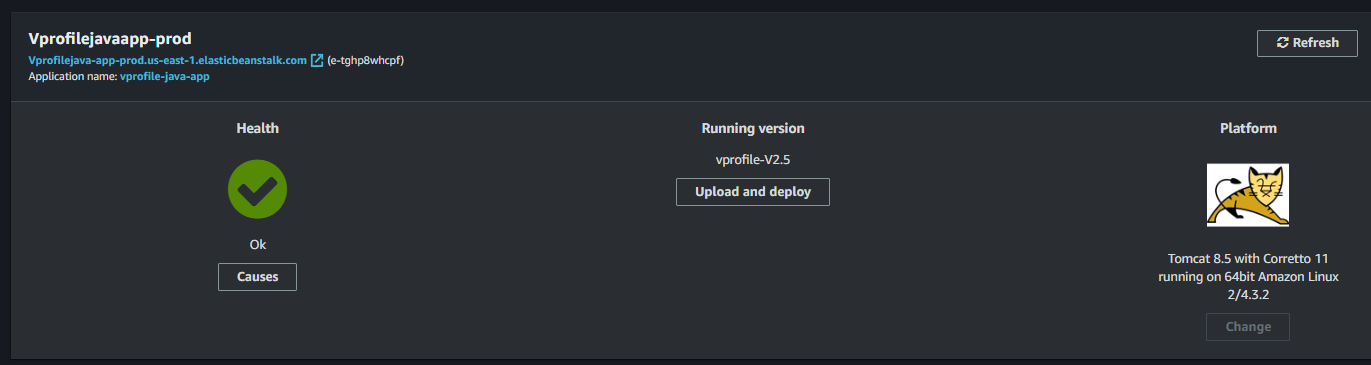 Vprofilejavaapp-prod
Vprofilejava-app-prod.us-east-1.elasticbeanstalk.com (e-tghp8whcpf)
Application name: vprofile-java-app
Refresh
Health
Ok
Causes
Running version
vprofile-V2.5
Upload and deploy
Platform
Tomcat 8.5 with Corretto 11
running on 64bit Amazon Linux
2/4.3.2
Change